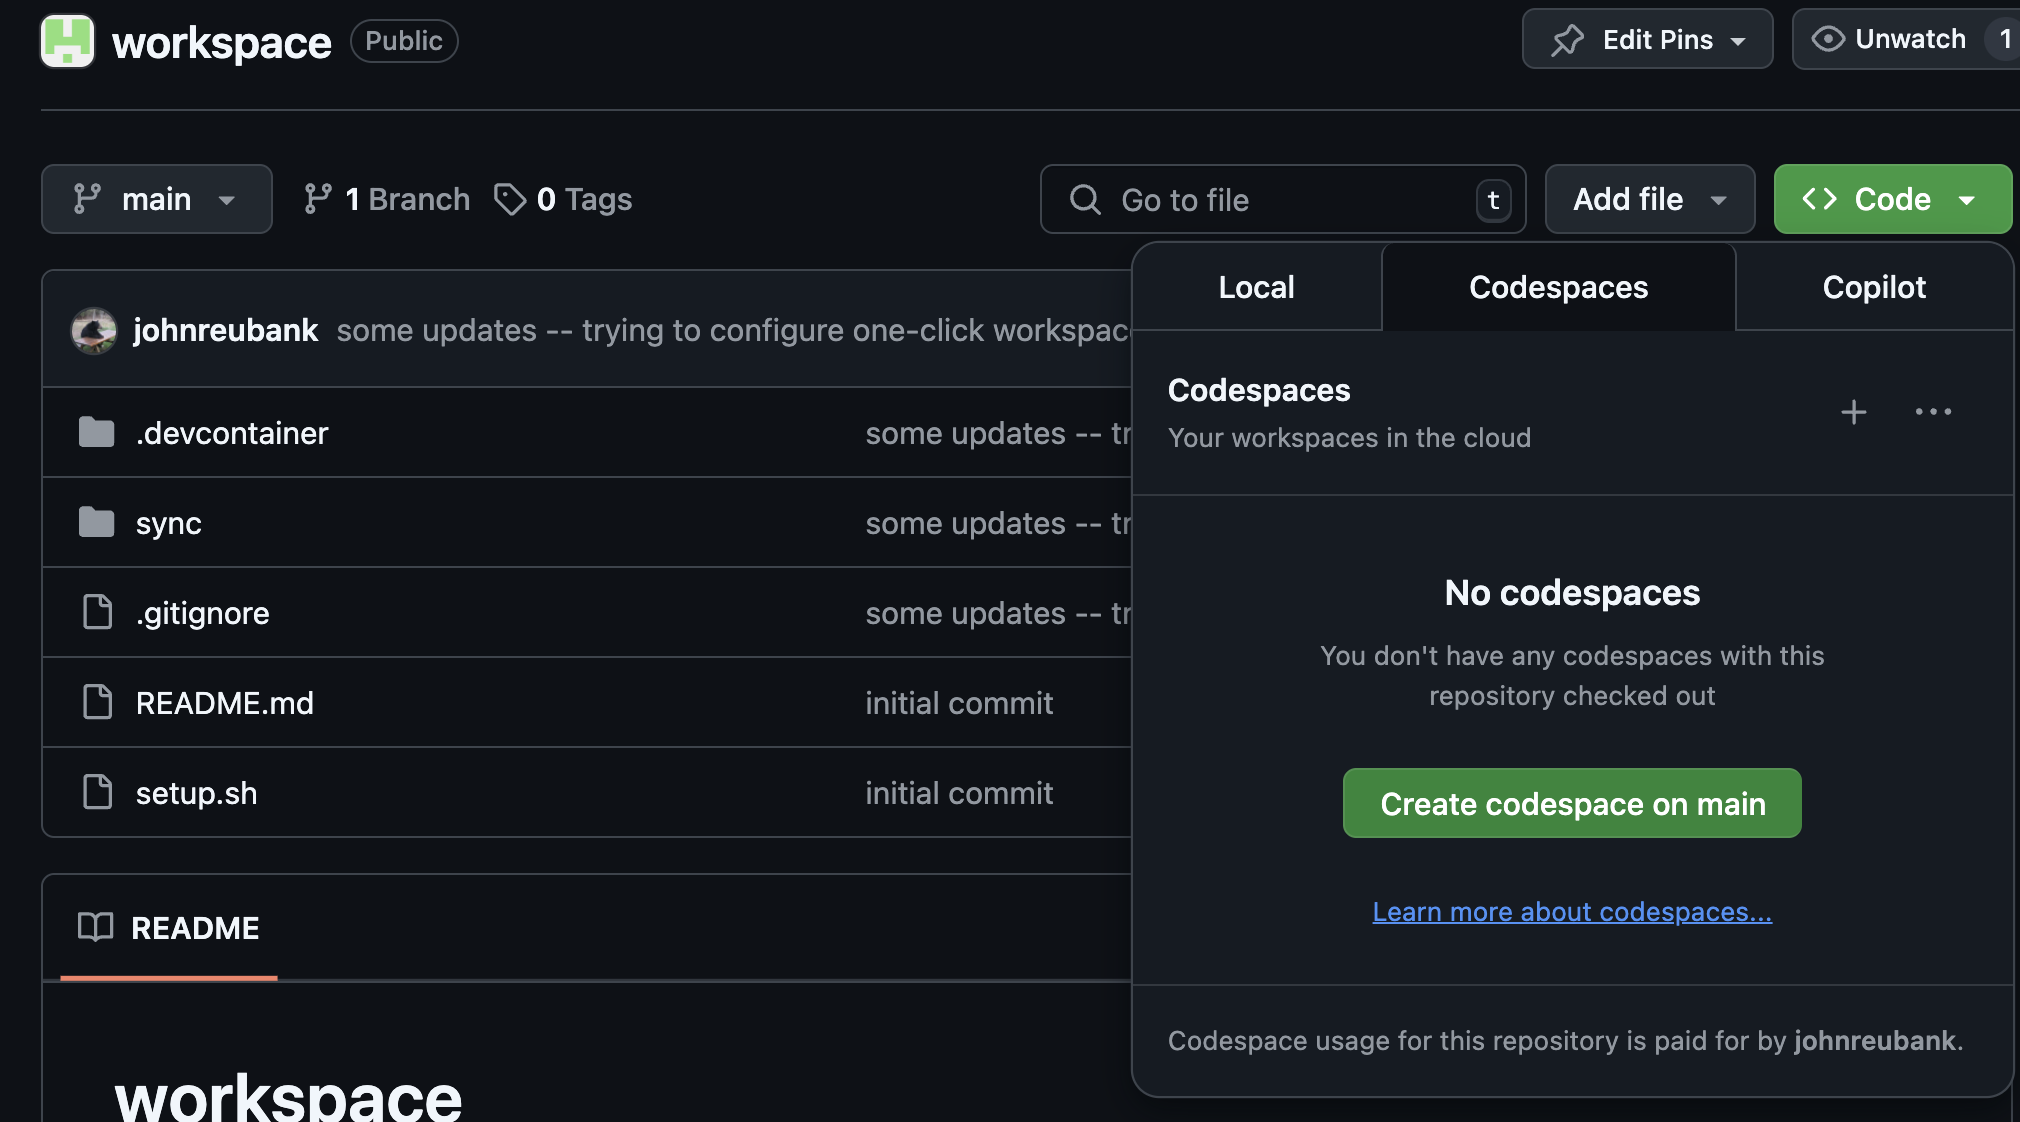 workspace Public Edit Pins Unwatch 1
main 1 Branch 0 Tags Go to file t Add file Code
Local Codespaces Copilot
johnreubank some updates -- trying to configure one-click workspac
Codespaces
Your workspaces in the cloud
.devcontainer some updates -- tr
sync some updates -- tr
.gitignore some updates -- tr
README.md initial commit
setup.sh initial commit
No codespaces
You don't have any codespaces with this
repository checked out
Create codespace on main
Learn more about codespaces...
README
Codespace usage for this repository is paid for by johnreubank.
workspace